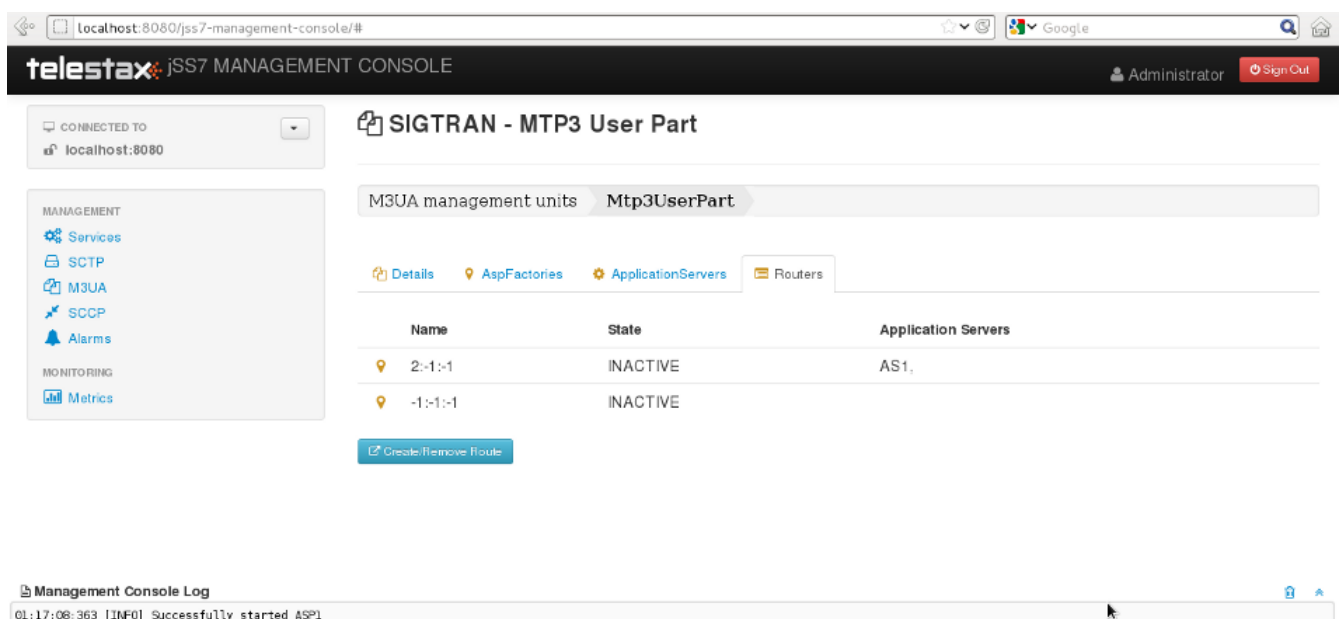 localhost:8080/jss7-management-console/#
Google
telestax jSS7 MANAGEMENT CONSOLE
Administrator
Sign Out
CONNECTED TO
localhost:8080
SIGTRAN - MTP3 User Part
M3UA management units Mtp3UserPart
MANAGEMENT
Services
SCTP
M3UA
SCCP
Alarms
MONITORING
Metrics
Details AspFactories ApplicationServers Routers
Name State Application Servers
2:-1:-1 INACTIVE AS1,
-1:-1:-1 INACTIVE
Create/Remove Route
Management Console Log
01:17:08:363 [INFO] Successfully started ASP1